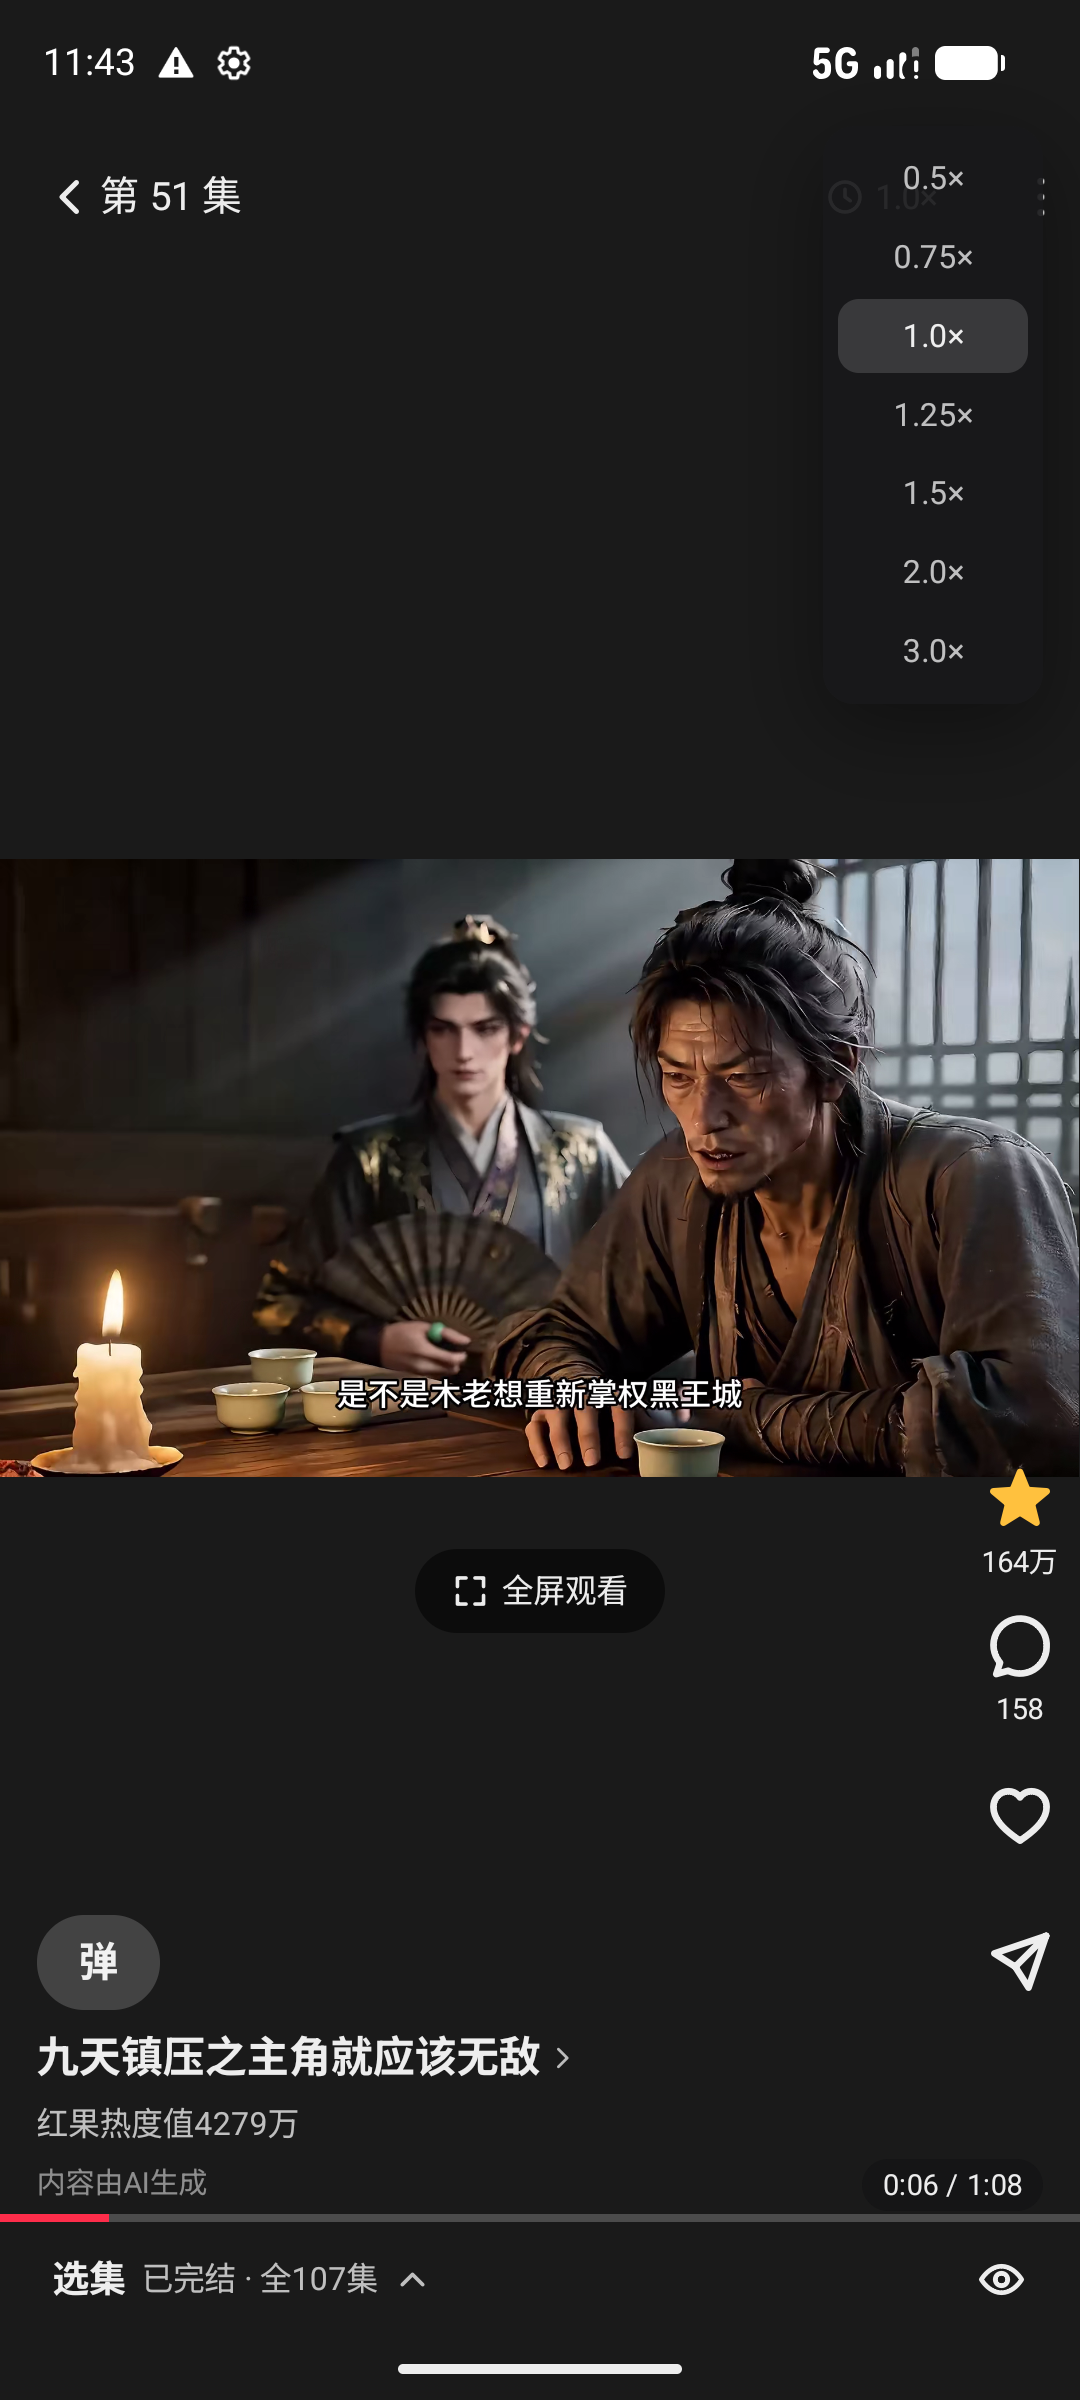 11:43
5G
第 51 集
1.0×
0.5×
0.75×
1.0×
1.25×
1.5×
2.0×
3.0×
是不是木老想重新掌权黑王城
164万
全屏观看
158
弹
九天镇压之主角就应该无敌
红果热度值4279万
内容由AI生成
0:06 / 1:08
选集 已完结 · 全107集